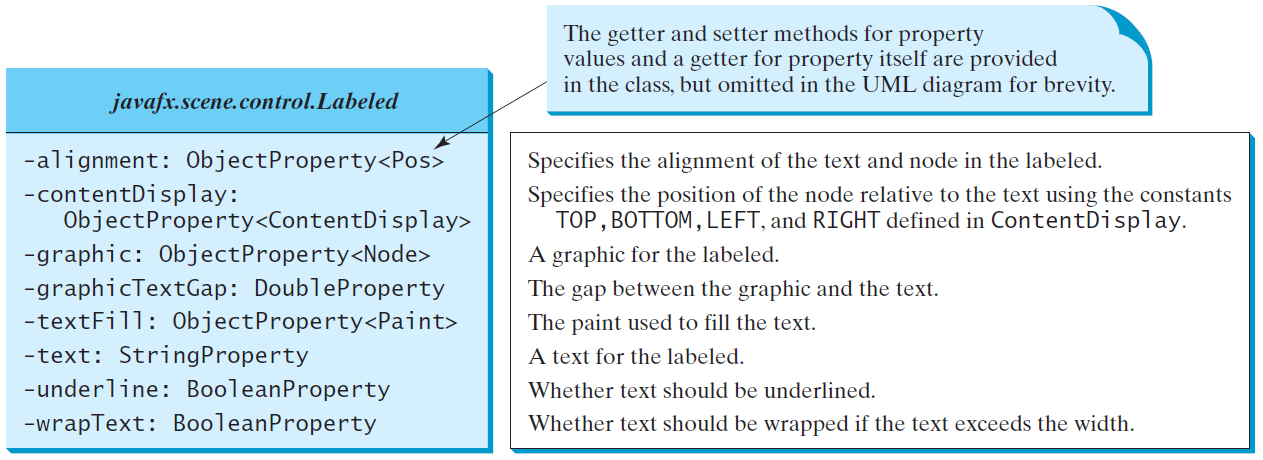 The getter and setter methods for property
values and a getter for property itself are provided
in the class, but omitted in the UML diagram for brevity.
javafx.scene.control.Labeled
-alignment: ObjectProperty<Pos>
-contentDisplay:
ObjectProperty<ContentDisplay>
-graphic: ObjectProperty<Node>
-graphicTextGap: DoubleProperty
-textFill: ObjectProperty<Paint>
-text: StringProperty
-underline: BooleanProperty
-wrapText: BooleanProperty
Specifies the alignment of the text and node in the labeled.
Specifies the position of the node relative to the text using the constants
TOP, BOTTOM, LEFT, and RIGHT defined in ContentDisplay.
A graphic for the labeled.
The gap between the graphic and the text.
The paint used to fill the text.
A text for the labeled.
Whether text should be underlined.
Whether text should be wrapped if the text exceeds the width.